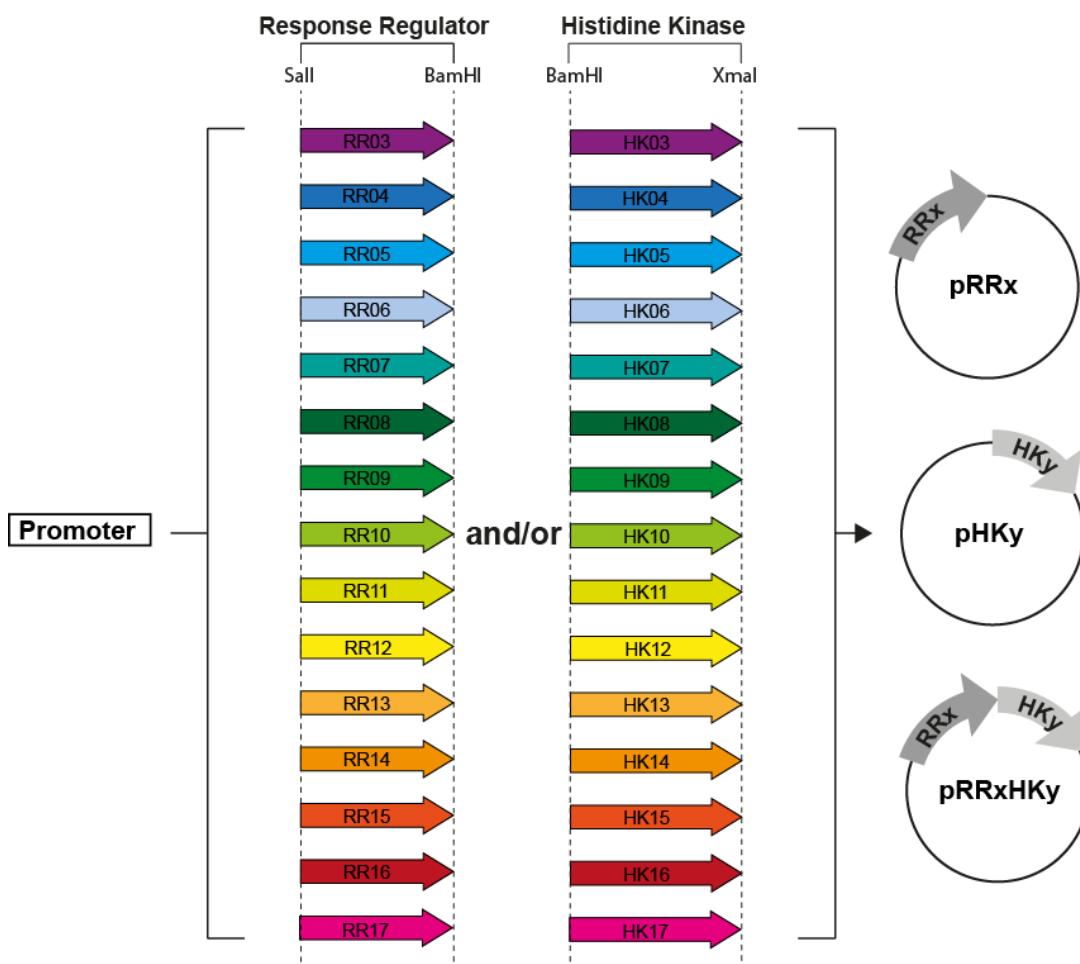 Response Regulator
Histidine Kinase
SalI
BamHI
BamHI
XmaI
RR03
HK03
RR04
HK04
RR05
HK05
RR06
HK06
RR07
HK07
RR08
HK08
RR09
HK09
Promoter
RR10
and/or
HK10
RR11
HK11
RR12
HK12
RR13
HK13
RR14
HK14
RR15
HK15
RR16
HK16
RR17
HK17
RRx
pRRx
HKy
pHKy
RRx
HKy
pRRxHKy